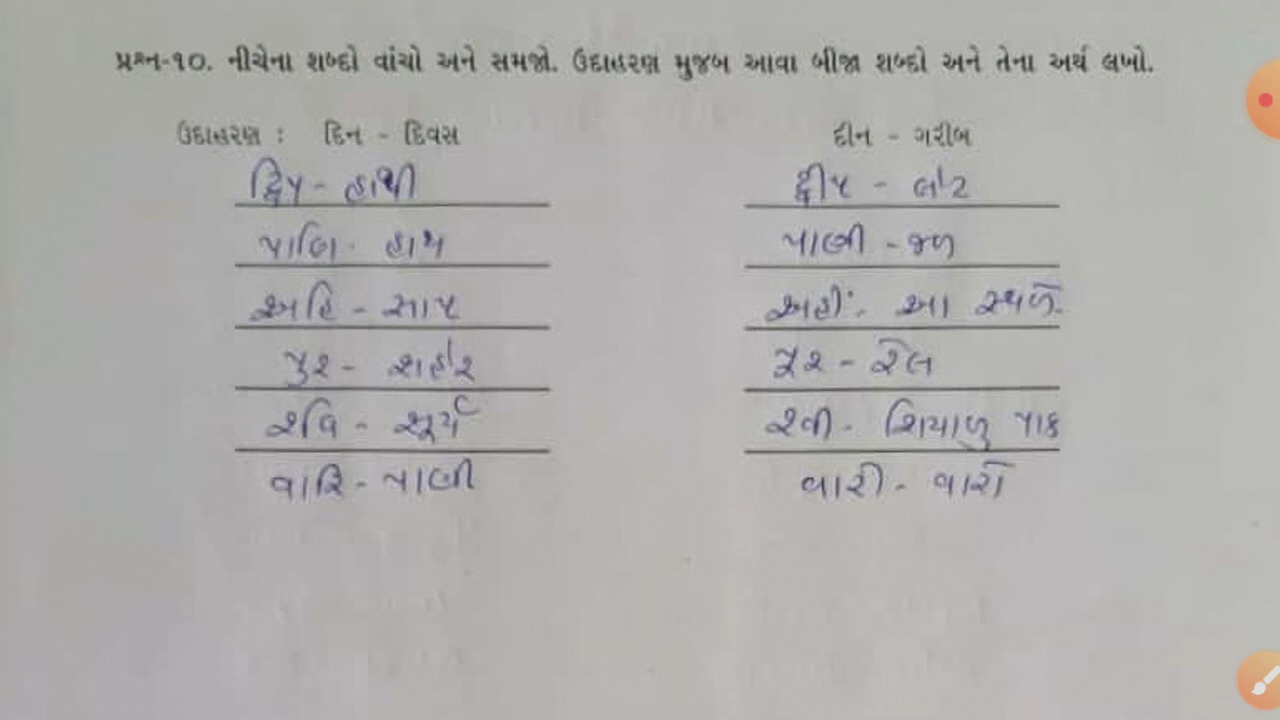 પ્રશ્ન-૧૦. નીચેના શબ્દો વાંચો અને સમજો. ઉદાહરણ મુજબ આવા બીજા શબ્દો અને તેના અર્થ લખો.
ઉદાહરણ : દિન - દિવસ દીન - ગરીબ
દ્વિપ - હાથી દ્વીપ - બેટ
પાણિ - હાથ પાણી - જળ
અહિ - સાપ અહીં - આ સ્થળે
પુર - શહેર પૂર - રેલ
રવિ - સૂર્ય રવી - શિયાળુ પાક
વારિ - પાણી વારી - વારો